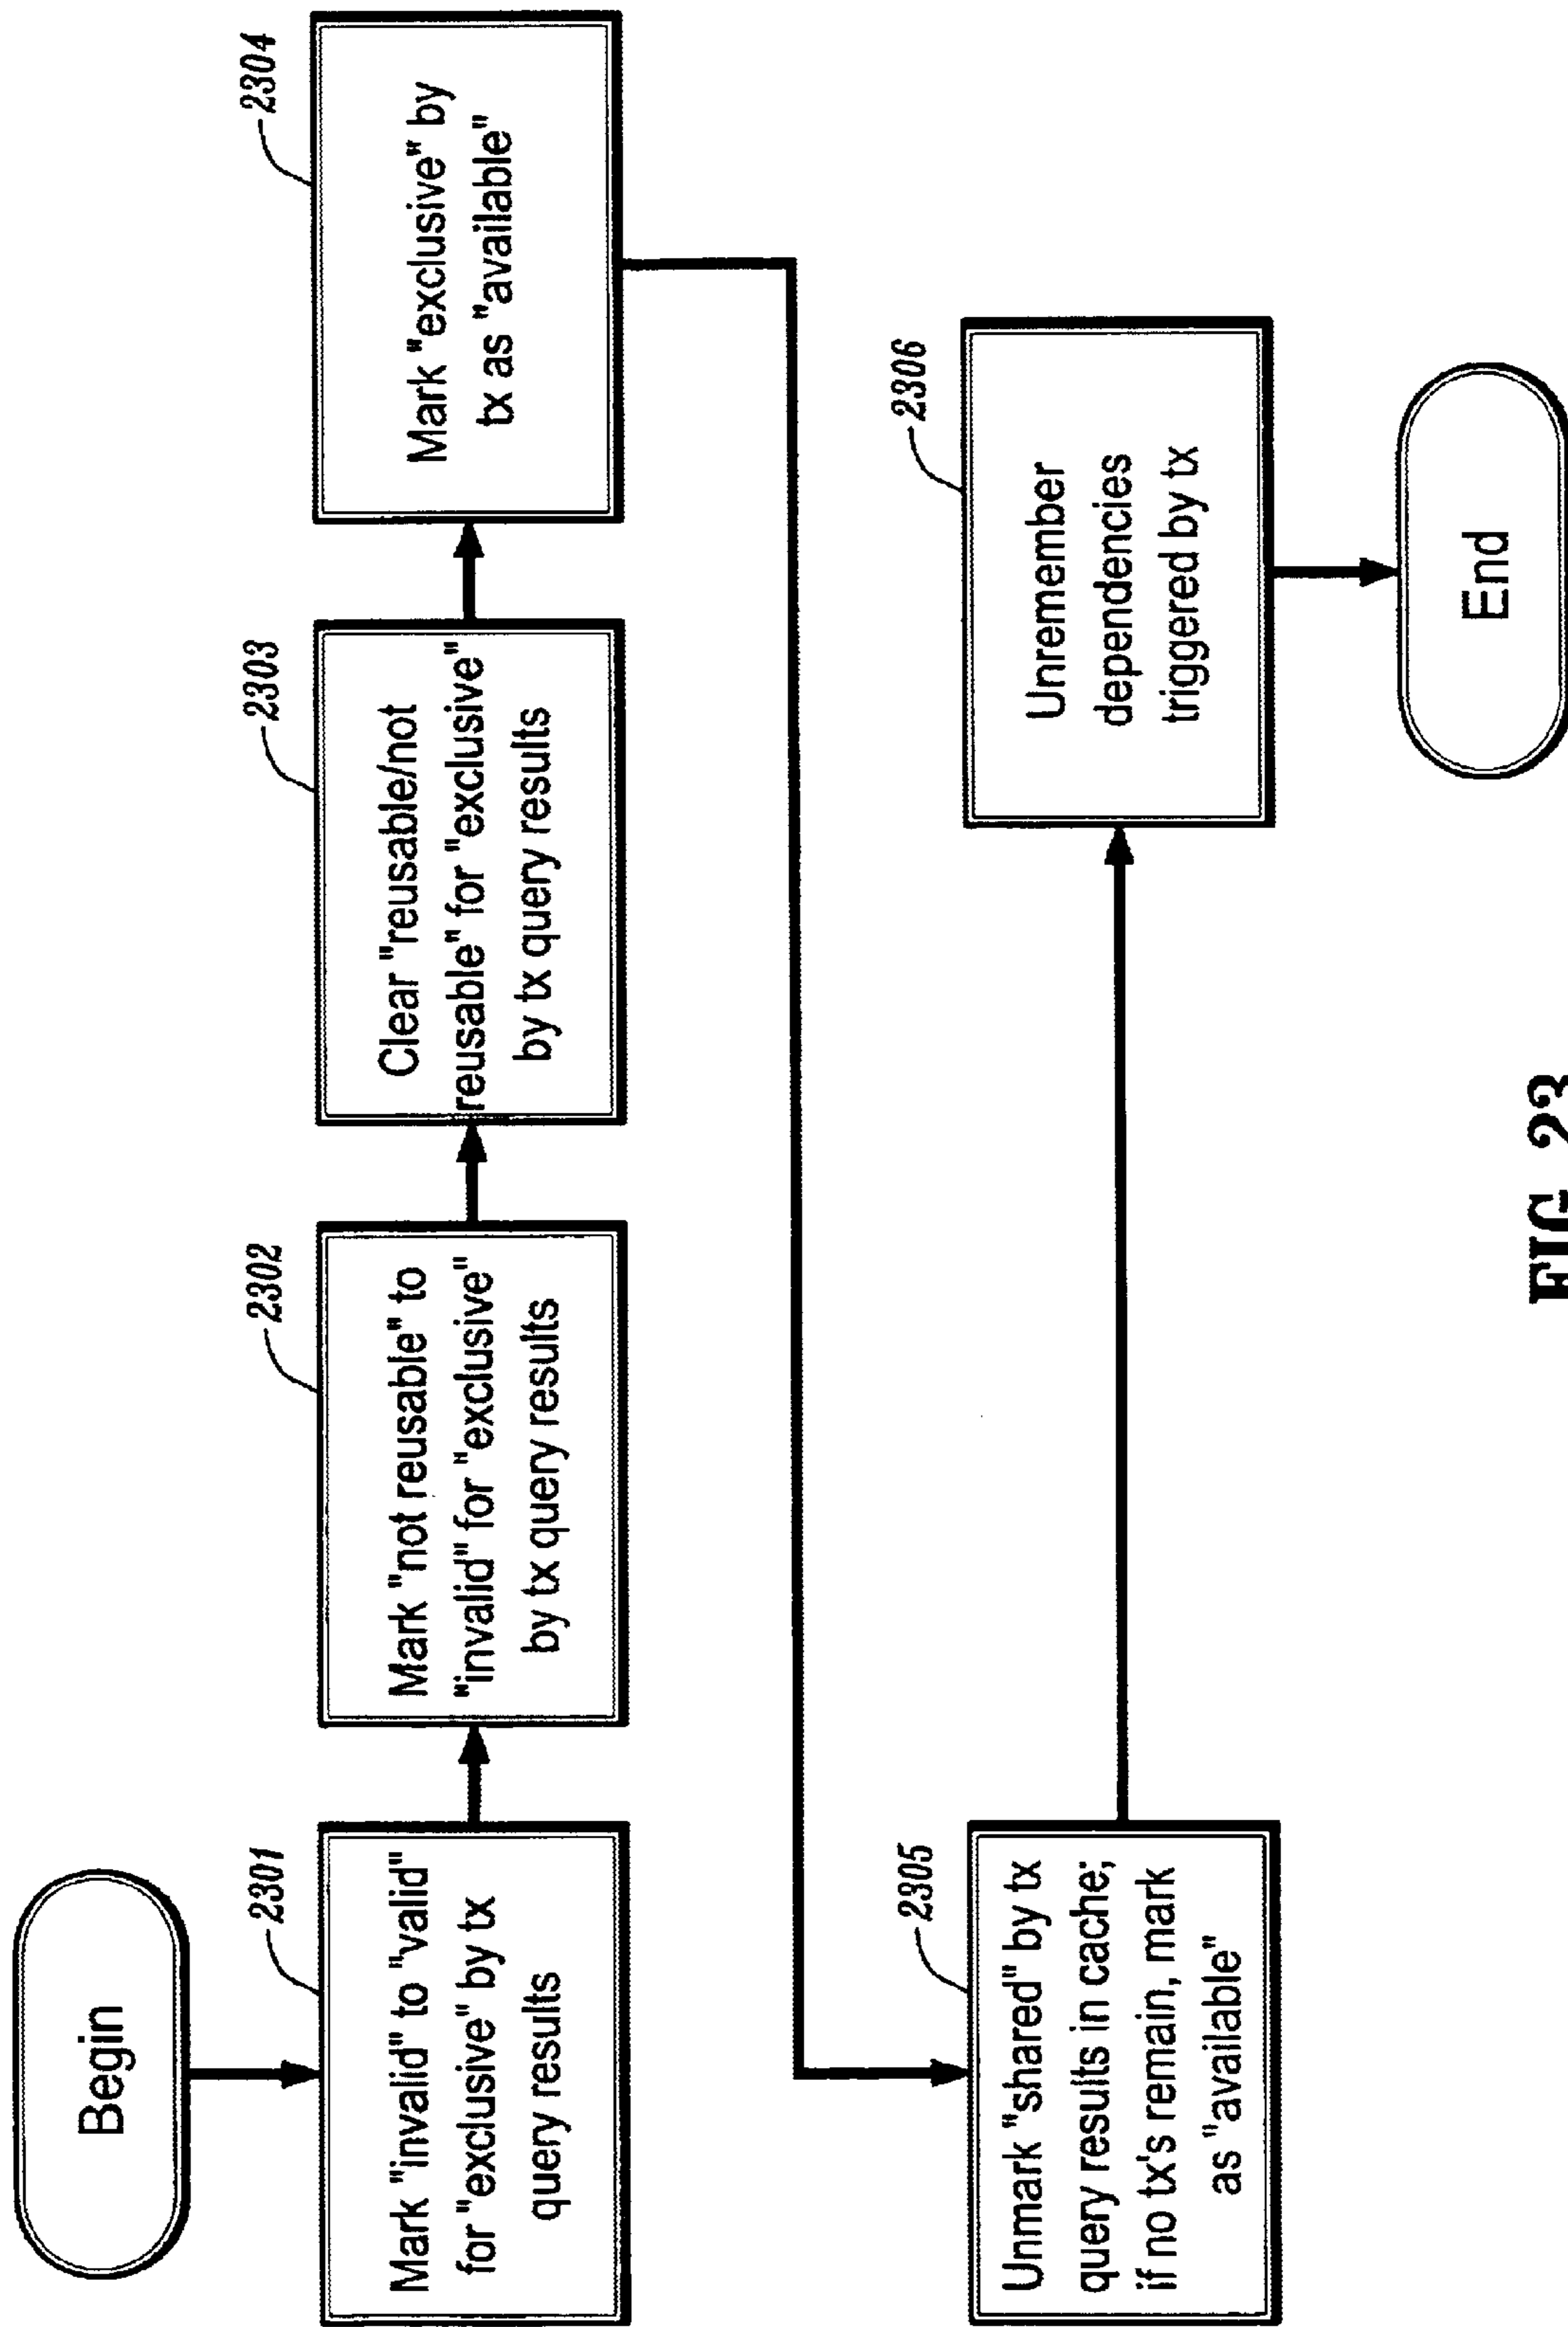 Begin
2301
Mark "invalid" to "valid"
for "exclusive" by tx
query results
2302
Mark "not reusable" to
"invalid" for "exclusive"
by tx query results
2303
Clear "reusable/not
reusable" for "exclusive"
by tx query results
2304
Mark "exclusive" by
tx as "available"
2305
Unmark "shared" by tx
query results in cache;
if no tx's remain, mark
as "available"
2306
Unremember
dependencies
triggered by tx
End
FIG. 23